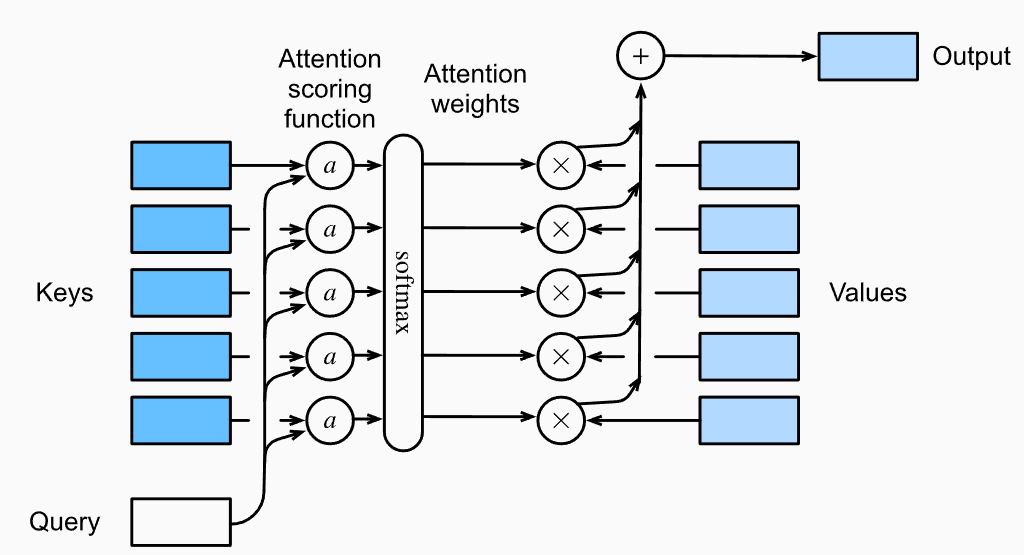 Attention
scoring
function
Attention
weights
+
Output
a
×
a
×
Keys
a
softmax
×
Values
a
×
a
×
Query